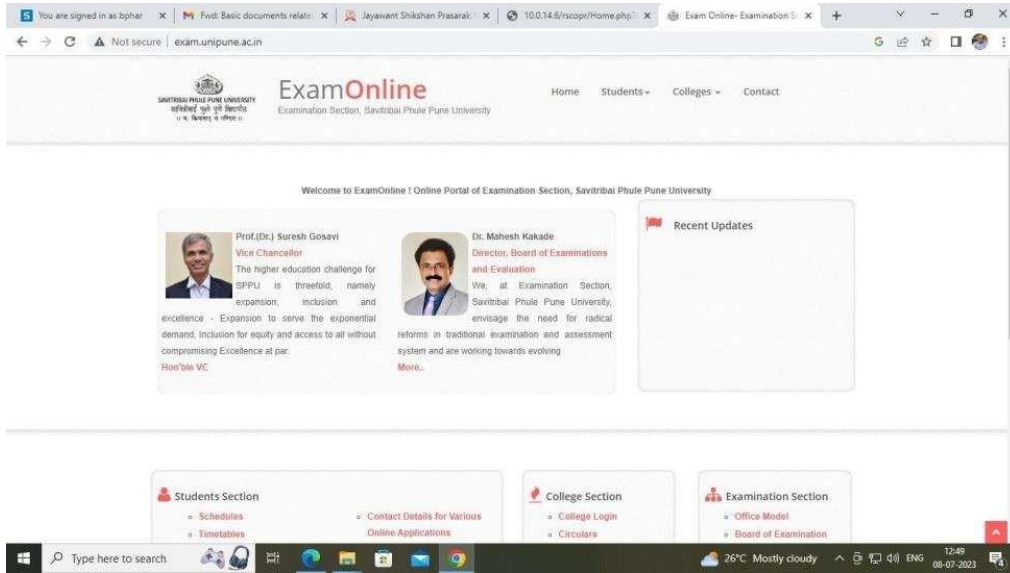 You are signed in as bphar
Fwd: Basic documents relate
Jayawant Shikshan Prasarak
10.0.14.6/rscopr/Home.php?
Exam Online- Examination S
Not secure | exam.unipune.ac.in
SAVITRIBAI PHULE PUNE UNIVERSITY
सावित्रीबाई फुले पुणे विद्यापीठ
ExamOnline
Examination Section, Savitribai Phule Pune University
Home Students Colleges Contact
Welcome to ExamOnline ! Online Portal of Examination Section, Savitribai Phule Pune University
Prof.(Dr.) Suresh Gosavi
Vice Chancellor
The higher education challenge for
SPPU is threefold, namely
expansion, inclusion and
excellence - Expansion to serve the exponential
demand, Inclusion for equity and access to all without
compromising Excellence at par.
Hon'ble VC
Dr. Mahesh Kakade
Director, Board of Examinations
and Evaluation
We, at Examination Section,
Savitribai Phule Pune University,
envisage the need for radical
reforms in traditional examination and assessment
system and are working towards evolving
More..
Recent Updates
Students Section
Schedules
Timetables
Contact Details for Various
Online Applications
College Section
College Login
Circulars
Examination Section
Office Model
Board of Examination
Type here to search
26°C Mostly cloudy
ENG
12:49
08-07-2023